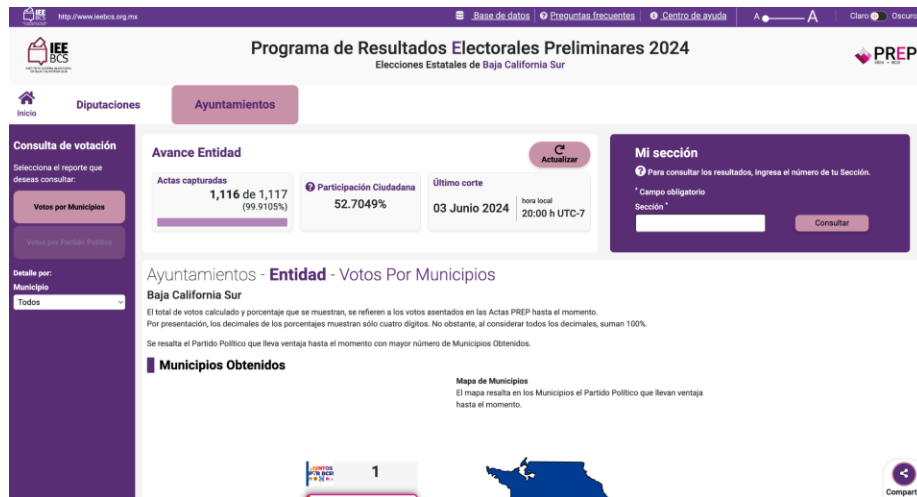 IEE BCS http://www.ieebcs.org.mx Base de datos Preguntas frecuentes Centro de ayuda A A Claro Oscuro
IEE
BCS
Programa de Resultados Electorales Preliminares 2024
Elecciones Estatales de Baja California Sur
PREP
2024 • BCS
Inicio
Diputaciones
Ayuntamientos
Consulta de votación
Selecciona el reporte que
deseas consultar:
Votos por Municipios
Votos por Partido Político
Detalle por:
Municipio
Todos
Avance Entidad
Actualizar
Actas capturadas
1,116 de 1,117
(99.9105%)
Participación Ciudadana
52.7049%
Último corte
03 Junio 2024
hora local
20:00 h UTC-7
Mi sección
Para consultar los resultados, ingresa el número de tu Sección.
* Campo obligatorio
Sección *
Consultar
Ayuntamientos - Entidad - Votos Por Municipios
Baja California Sur
El total de votos calculado y porcentaje que se muestran, se refieren a los votos asentados en las Actas PREP hasta el momento.
Por presentación, los decimales de los porcentajes muestran sólo cuatro dígitos. No obstante, al considerar todos los decimales, suman 100%.
Se resalta el Partido Político que lleva ventaja hasta el momento con mayor número de Municipios Obtenidos.
Municipios Obtenidos
Mapa de Municipios
El mapa resalta en los Municipios el Partido Político que llevan ventaja
hasta el momento.
JUNTOS
POR BCS!
1
Compart